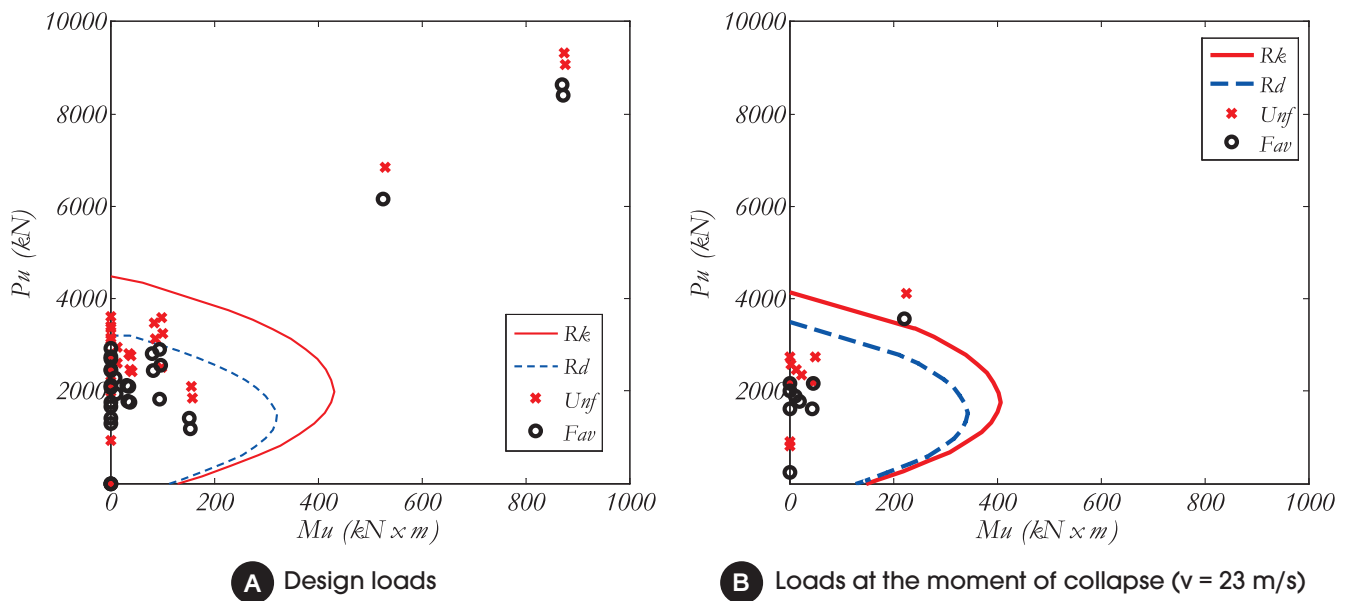 10000
8000
6000
4000
2000
0
Pu (kN)
0 200 400 600 800 1000
Mu (kN x m)
Rk
Rd
Unf
Fav
A Design loads
10000
8000
6000
4000
2000
0
Pu (kN)
0 200 400 600 800 1000
Mu (kN x m)
Rk
Rd
Unf
Fav
B Loads at the moment of collapse (v = 23 m/s)